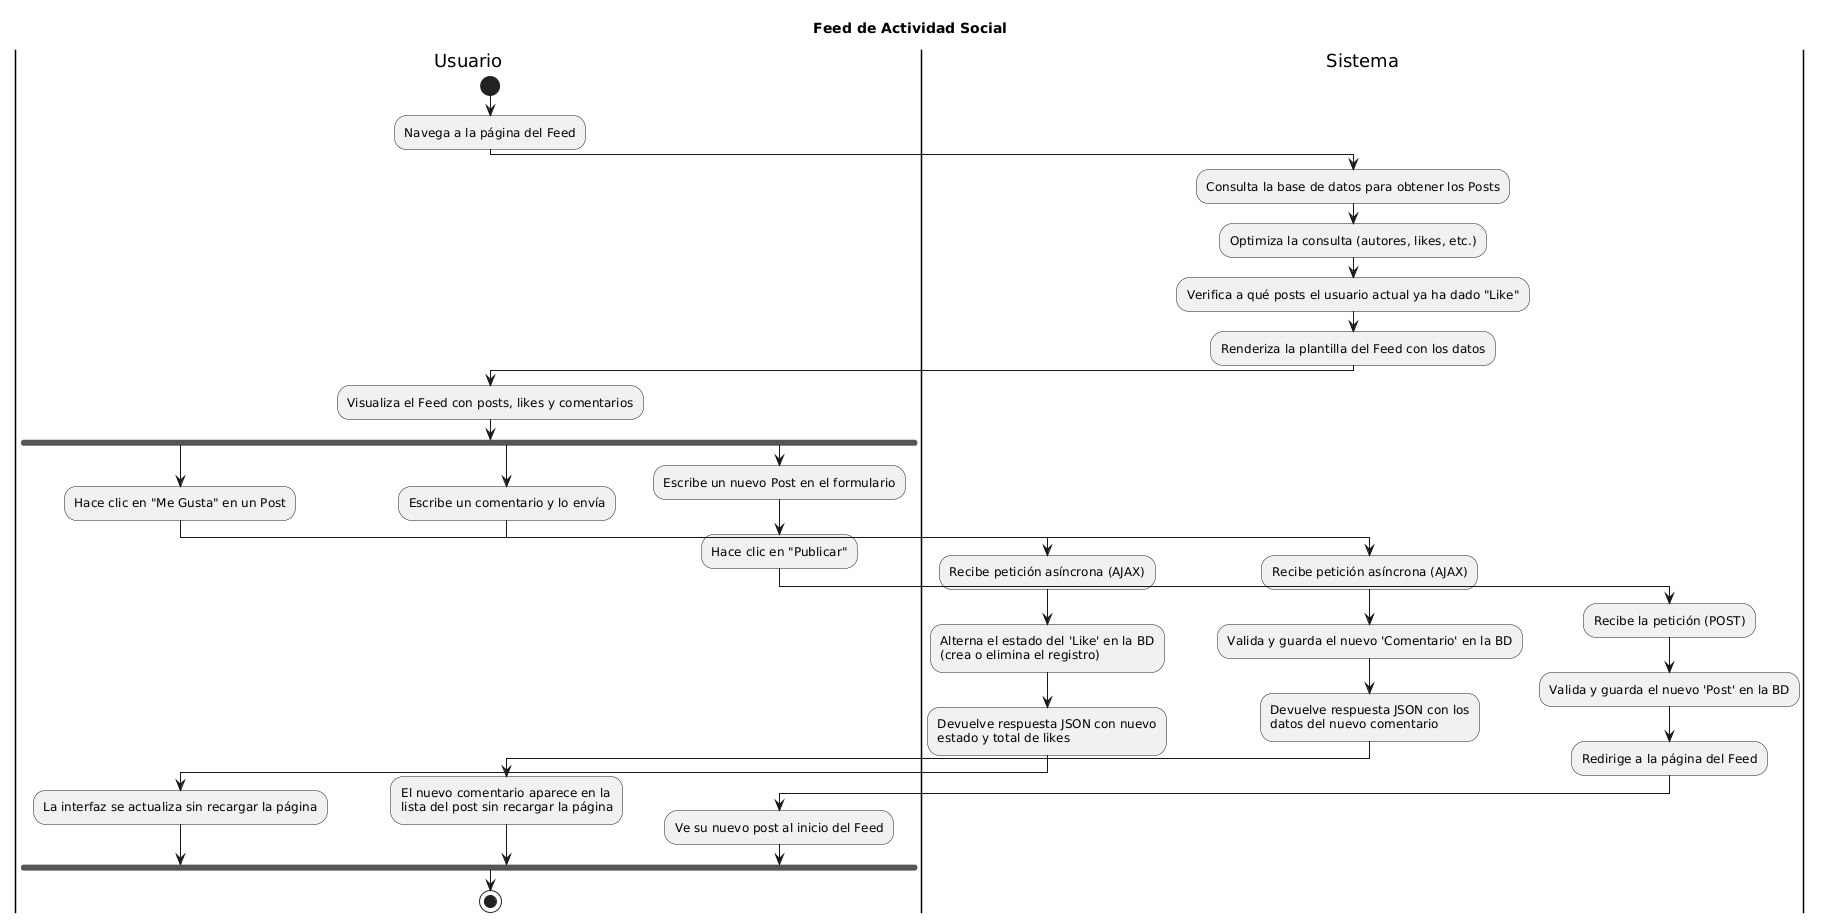 Feed de Actividad Social
Usuario
Sistema
Navega a la página del Feed
Consulta la base de datos para obtener los Posts
Optimiza la consulta (autores, likes, etc.)
Verifica a qué posts el usuario actual ya ha dado "Like"
Renderiza la plantilla del Feed con los datos
Visualiza el Feed con posts, likes y comentarios
Hace clic en "Me Gusta" en un Post
Escribe un comentario y lo envía
Escribe un nuevo Post en el formulario
Hace clic en "Publicar"
Recibe petición asíncrona (AJAX)
Recibe petición asíncrona (AJAX)
Recibe la petición (POST)
Alterna el estado del 'Like' en la BD
(crea o elimina el registro)
Valida y guarda el nuevo 'Comentario' en la BD
Valida y guarda el nuevo 'Post' en la BD
Devuelve respuesta JSON con nuevo
estado y total de likes
Devuelve respuesta JSON con los
datos del nuevo comentario
Redirige a la página del Feed
La interfaz se actualiza sin recargar la página
El nuevo comentario aparece en la
lista del post sin recargar la página
Ve su nuevo post al inicio del Feed